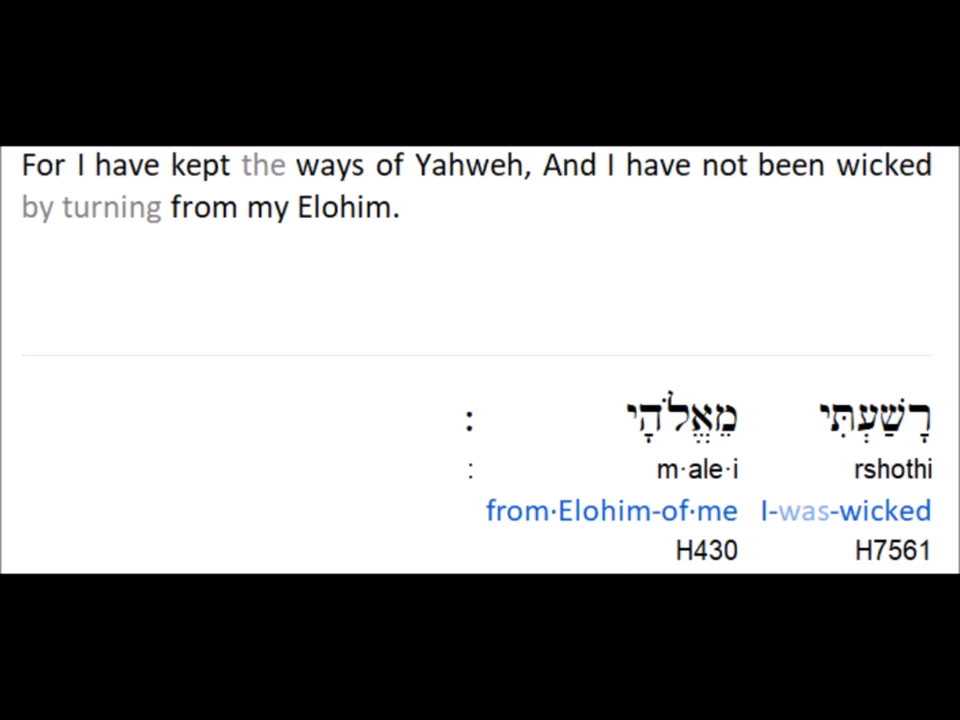 For I have kept the ways of Yahweh, And I have not been wicked
by turning from my Elohim.
רָשַׁעְתִּי מֵאֱלֹהָי :
: m·ale·i rshothi
from·Elohim-of·me I-was-wicked
H430 H7561